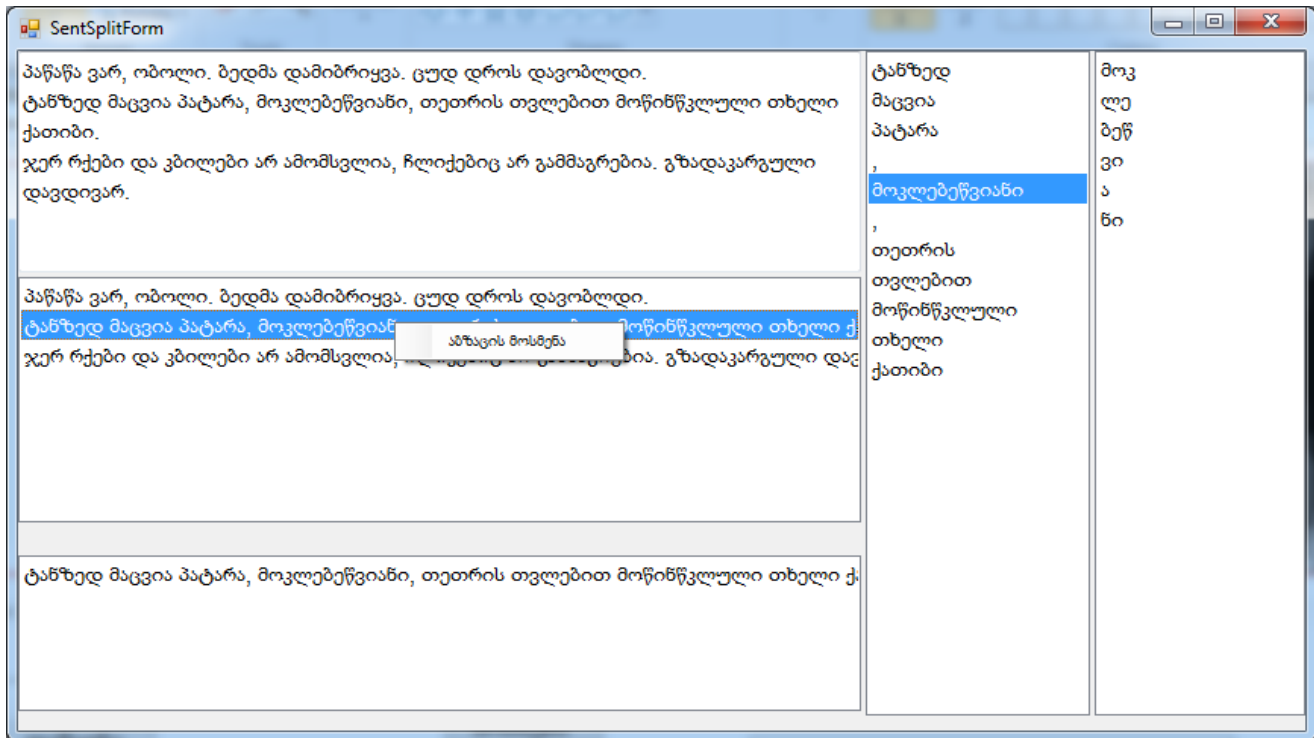 SentSplitForm
პაწაწა ვარ, ობოლი. ბედმა დამიბრიყვა. ცუდ დროს დავობლდი.
ტანზედ მაცვია პატარა, მოკლებეწვიანი, თეთრის თვლებით მოწინწკლული თხელი
ქათიბი.
ჯერ რქები და კბილები არ ამომსვლია, ჩლიქებიც არ გამმაგრებია. გზადაკარგული
დავდივარ.
პაწაწა ვარ, ობოლი. ბედმა დამიბრიყვა. ცუდ დროს დავობლდი.
ტანზედ მაცვია პატარა, მოკლებეწვიან მოწინწკლული თხელი ქ
აბზაცის მოსმენა
ჯერ რქები და კბილები არ ამომსვლია, გზადაკარგული დავ
ტანზედ მაცვია პატარა, მოკლებეწვიანი, თეთრის თვლებით მოწინწკლული თხელი ქ
ტანზედ
მაცვია
პატარა
,
მოკლებეწვიანი
,
თეთრის
თვლებით
მოწინწკლული
თხელი
ქათიბი
მოკ
ლე
ბეწ
ვი
ა
ნი